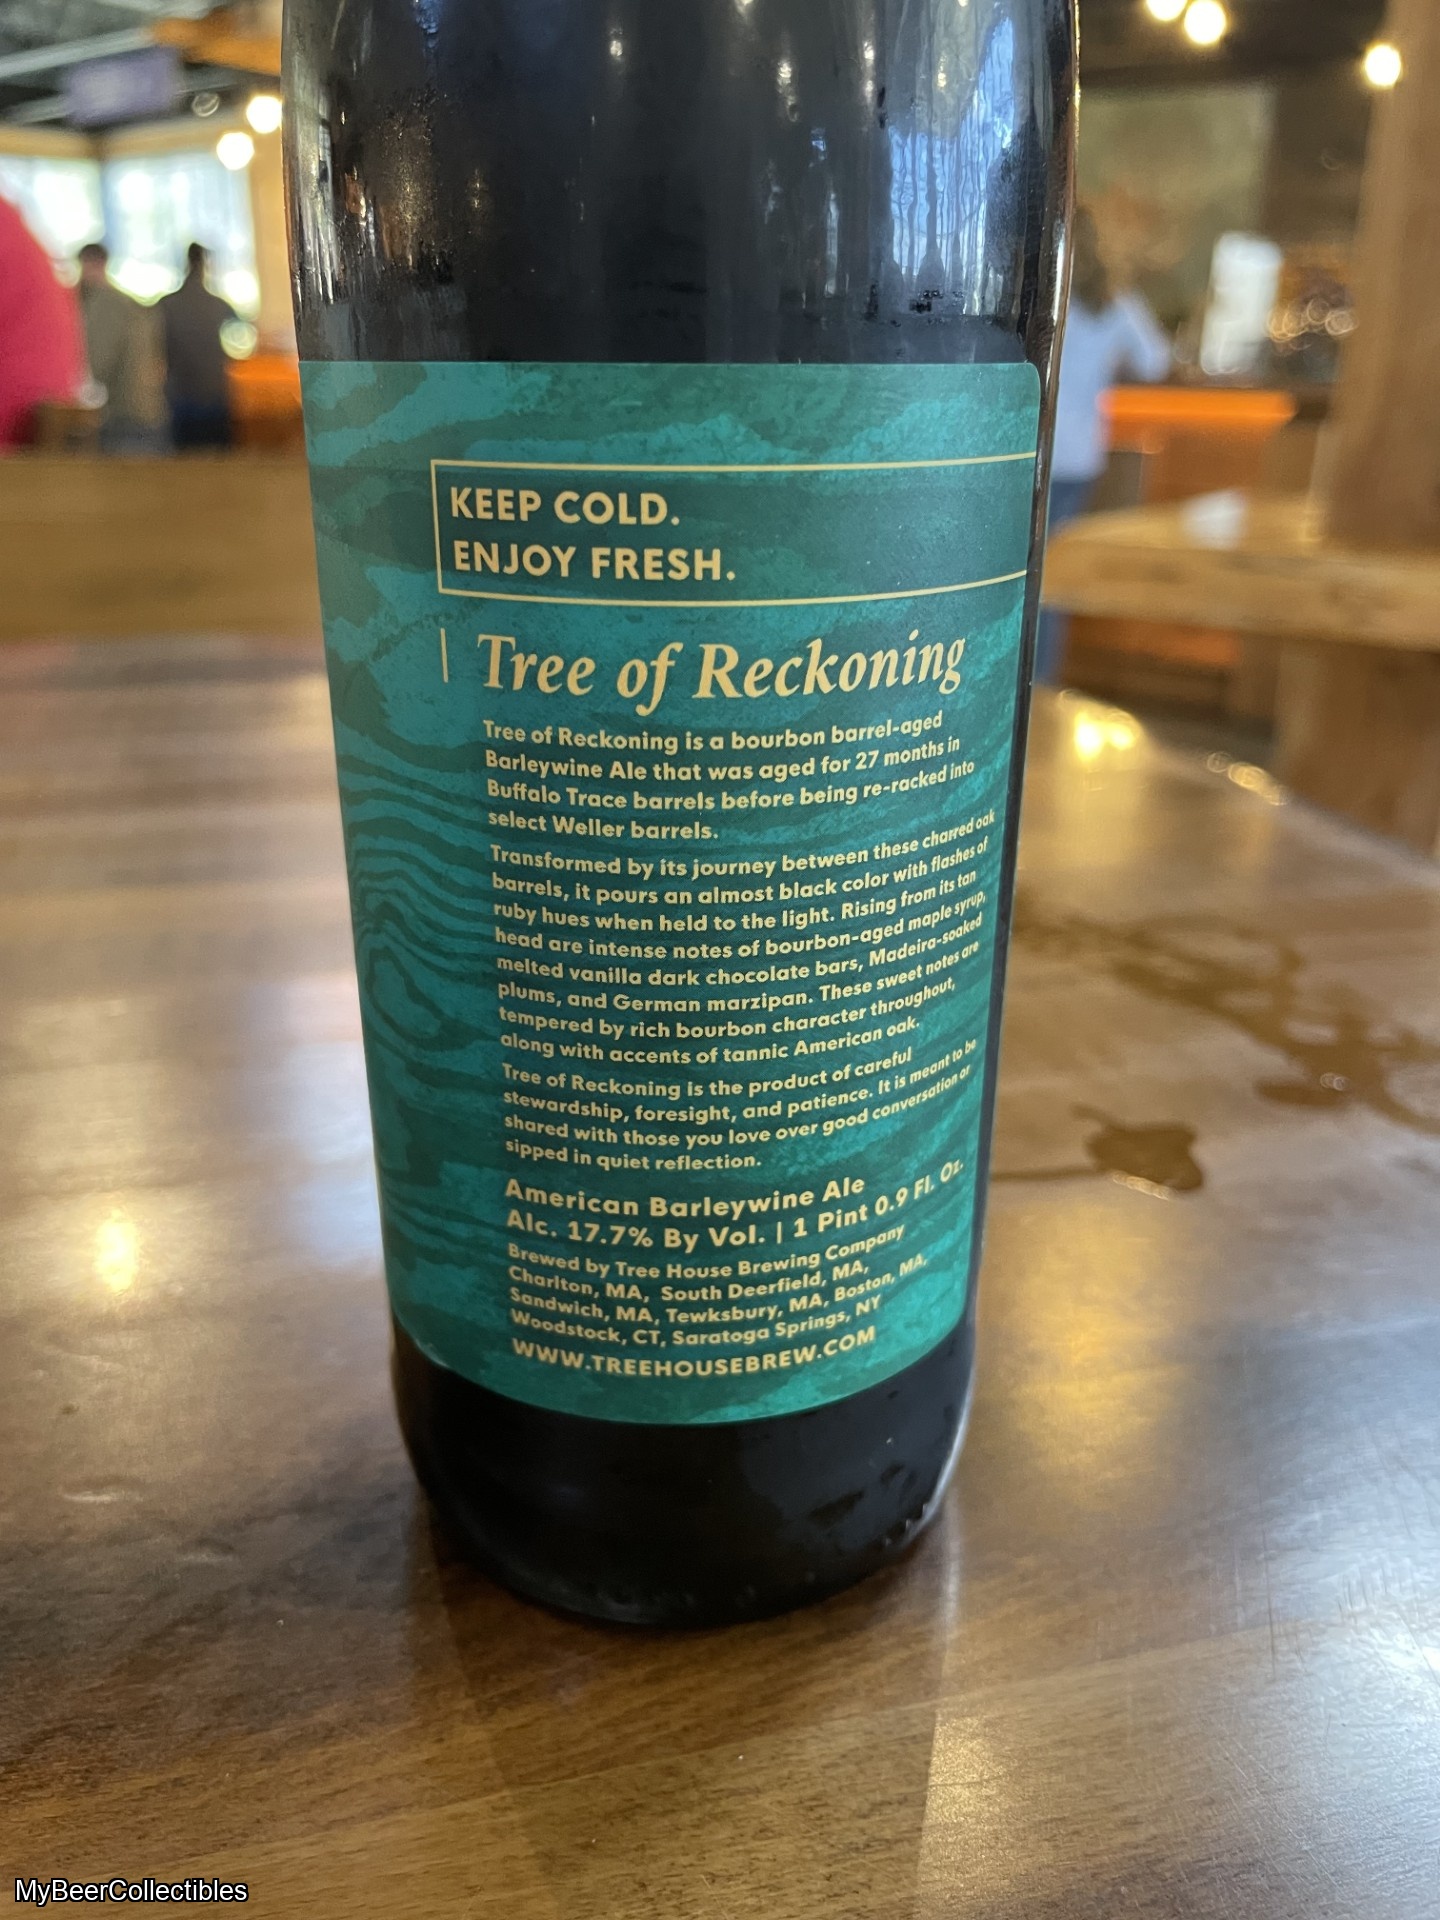 KEEP COLD.
ENJOY FRESH.
Tree of Reckoning
Tree of Reckoning is a bourbon barrel-aged
Barleywine Ale that was aged for 27 months in
Buffalo Trace barrels before being re-racked into
select Weller barrels.
Transformed by its journey between these charred oak
barrels, it pours an almost black color with flashes of
ruby hues when held to the light. Rising from its tan
head are intense notes of bourbon-aged maple syrup,
melted vanilla dark chocolate bars, Madeira-soaked
plums, and German marzipan. These sweet notes are
tempered by rich bourbon character throughout,
along with accents of tannic American oak.
Tree of Reckoning is the product of careful
stewardship, foresight, and patience. It is meant to be
shared with those you love over good conversation or
sipped in quiet reflection.
American Barleywine Ale
Alc. 17.7% By Vol. | 1 Pint 0.9 Fl. Oz.
Brewed by Tree House Brewing Company
Charlton, MA, South Deerfield, MA,
Sandwich, MA, Tewksbury, MA, Boston, MA,
Woodstock, CT, Saratoga Springs, NY
WWW.TREEHOUSEBREW.COM
MyBeerCollectibles